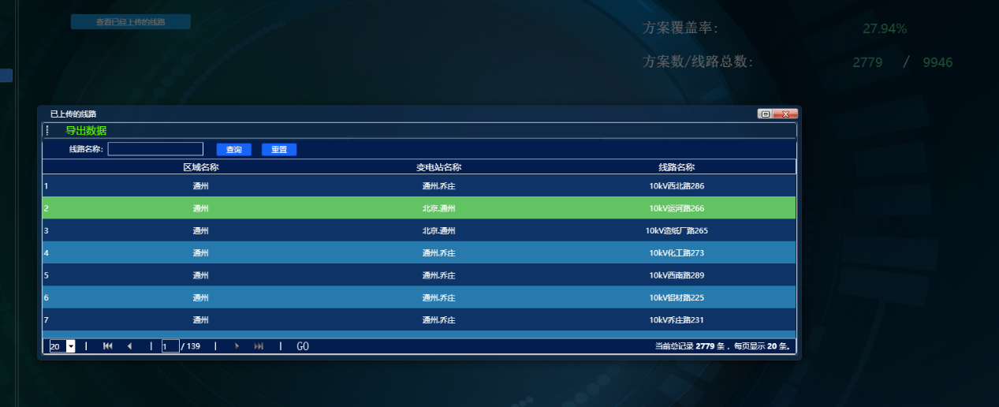 查看已经上传的线路
方案覆盖率: 27.94%
方案数/线路总数: 2779 / 9946
已上传的线路
导出数据
线路名称: 查询 重置
区域名称 变电站名称 线路名称
1 通州 通州.乔庄 10kV西北路286
2 通州 北京.通州 10kV运河路266
3 通州 北京.通州 10kV造纸厂路265
4 通州 通州.乔庄 10kV化工路273
5 通州 通州.乔庄 10kV西南路289
6 通州 通州.乔庄 10kV铝材路225
7 通州 通州.乔庄 10kV乔庄路231
20 1 / 139 GO 当前总记录 2779 条，每页显示 20 条。